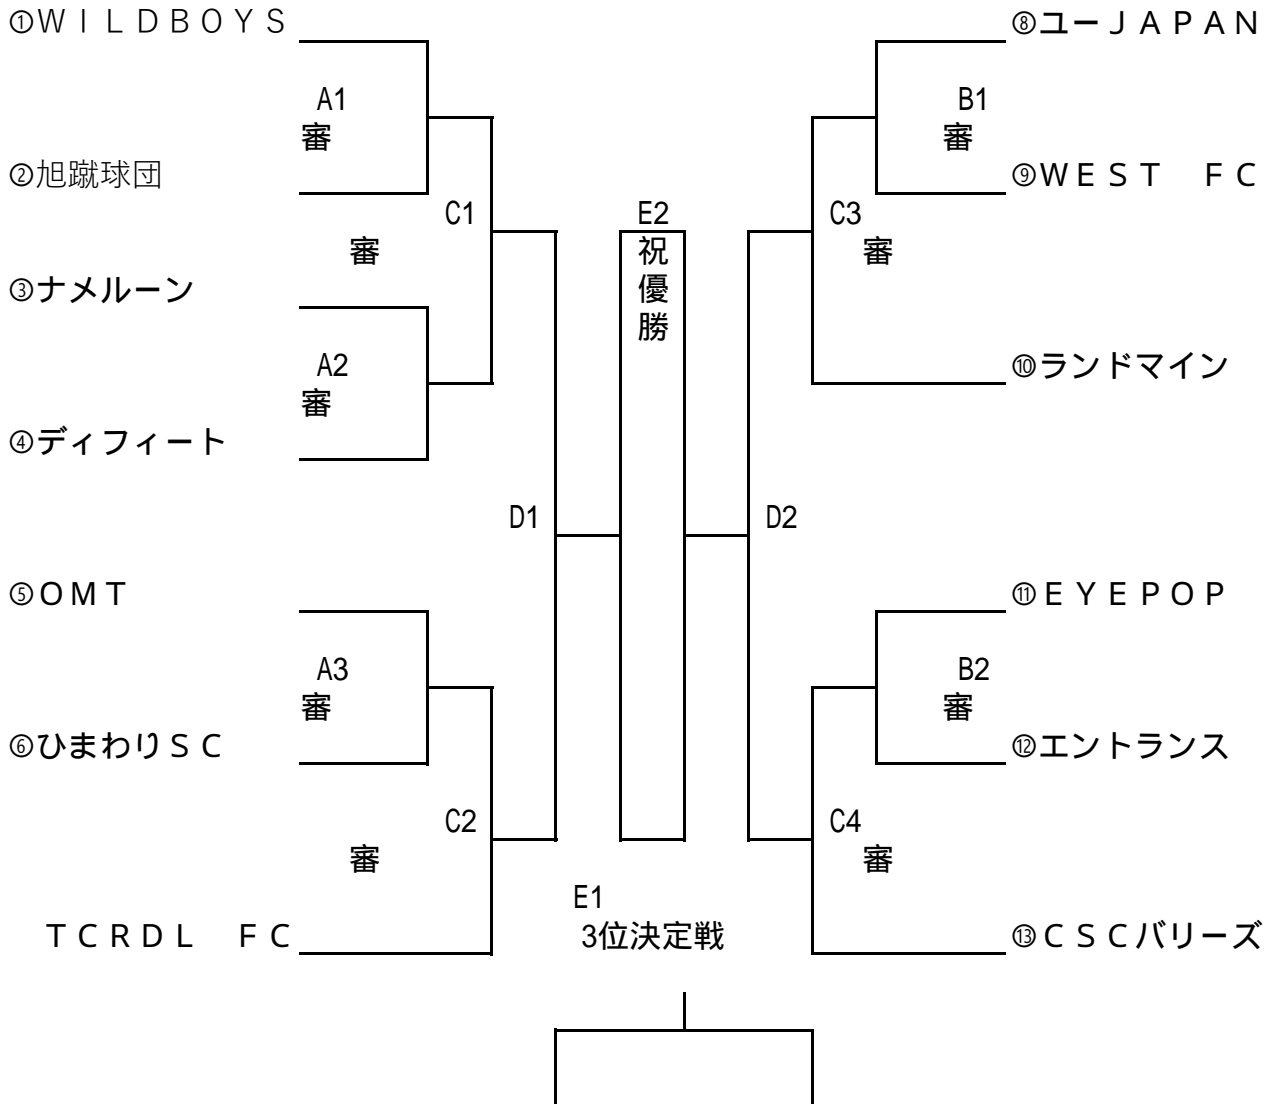 ①ＷＩＬＤＢＯＹＳ
A1
審
②旭蹴球団
C1
審
③ナメルーン
A2
審
④ディフィート
D1
⑤ＯＭＴ
A3
審
⑥ひまわりＳＣ
C2
審
ＴＣＲＤＬ　ＦＣ
E2
祝
優
勝
E1
3位決定戦
⑧ユーＪＡＰＡＮ
B1
審
⑨ＷＥＳＴ　ＦＣ
C3
審
⑩ランドマイン
D2
⑪ＥＹＥＰＯＰ
B2
審
⑫エントランス
C4
審
⑬ＣＳＣバリーズ